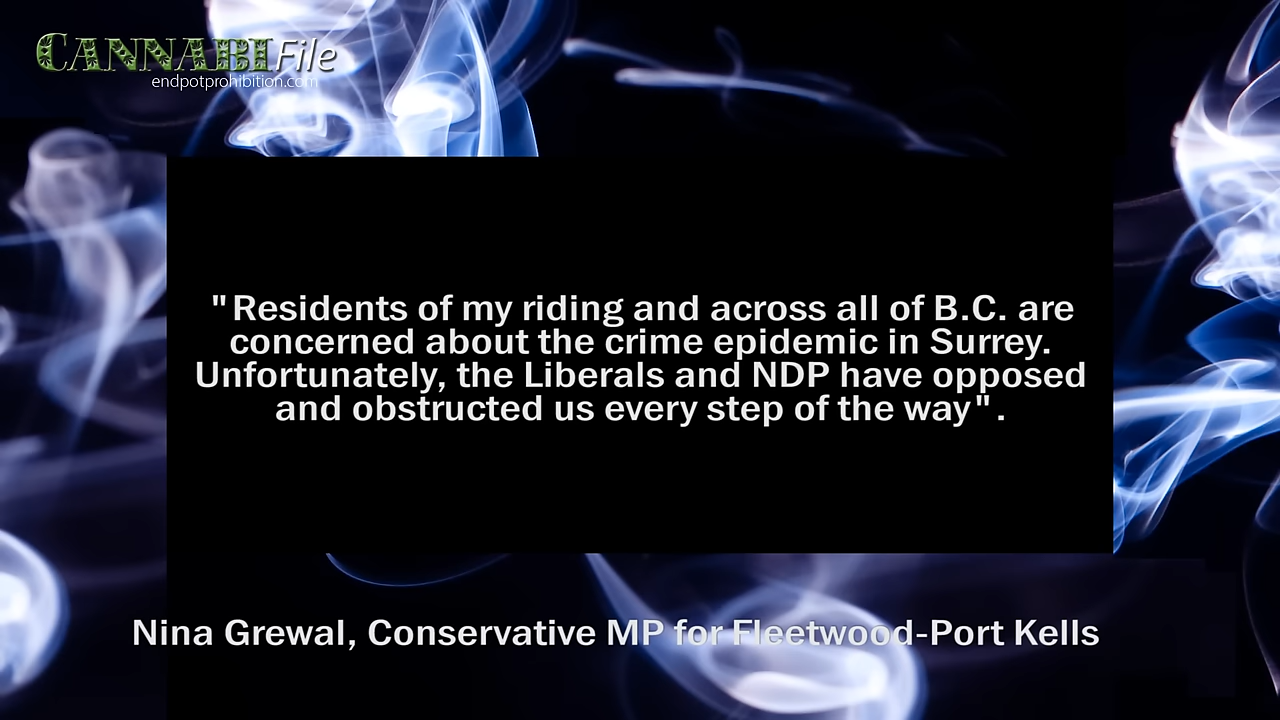 CANNABIFile
endpotprohibition.com
"Residents of my riding and across all of B.C. are
concerned about the crime epidemic in Surrey.
Unfortunately, the Liberals and NDP have opposed
and obstructed us every step of the way".
Nina Grewal, Conservative MP for Fleetwood-Port Kells